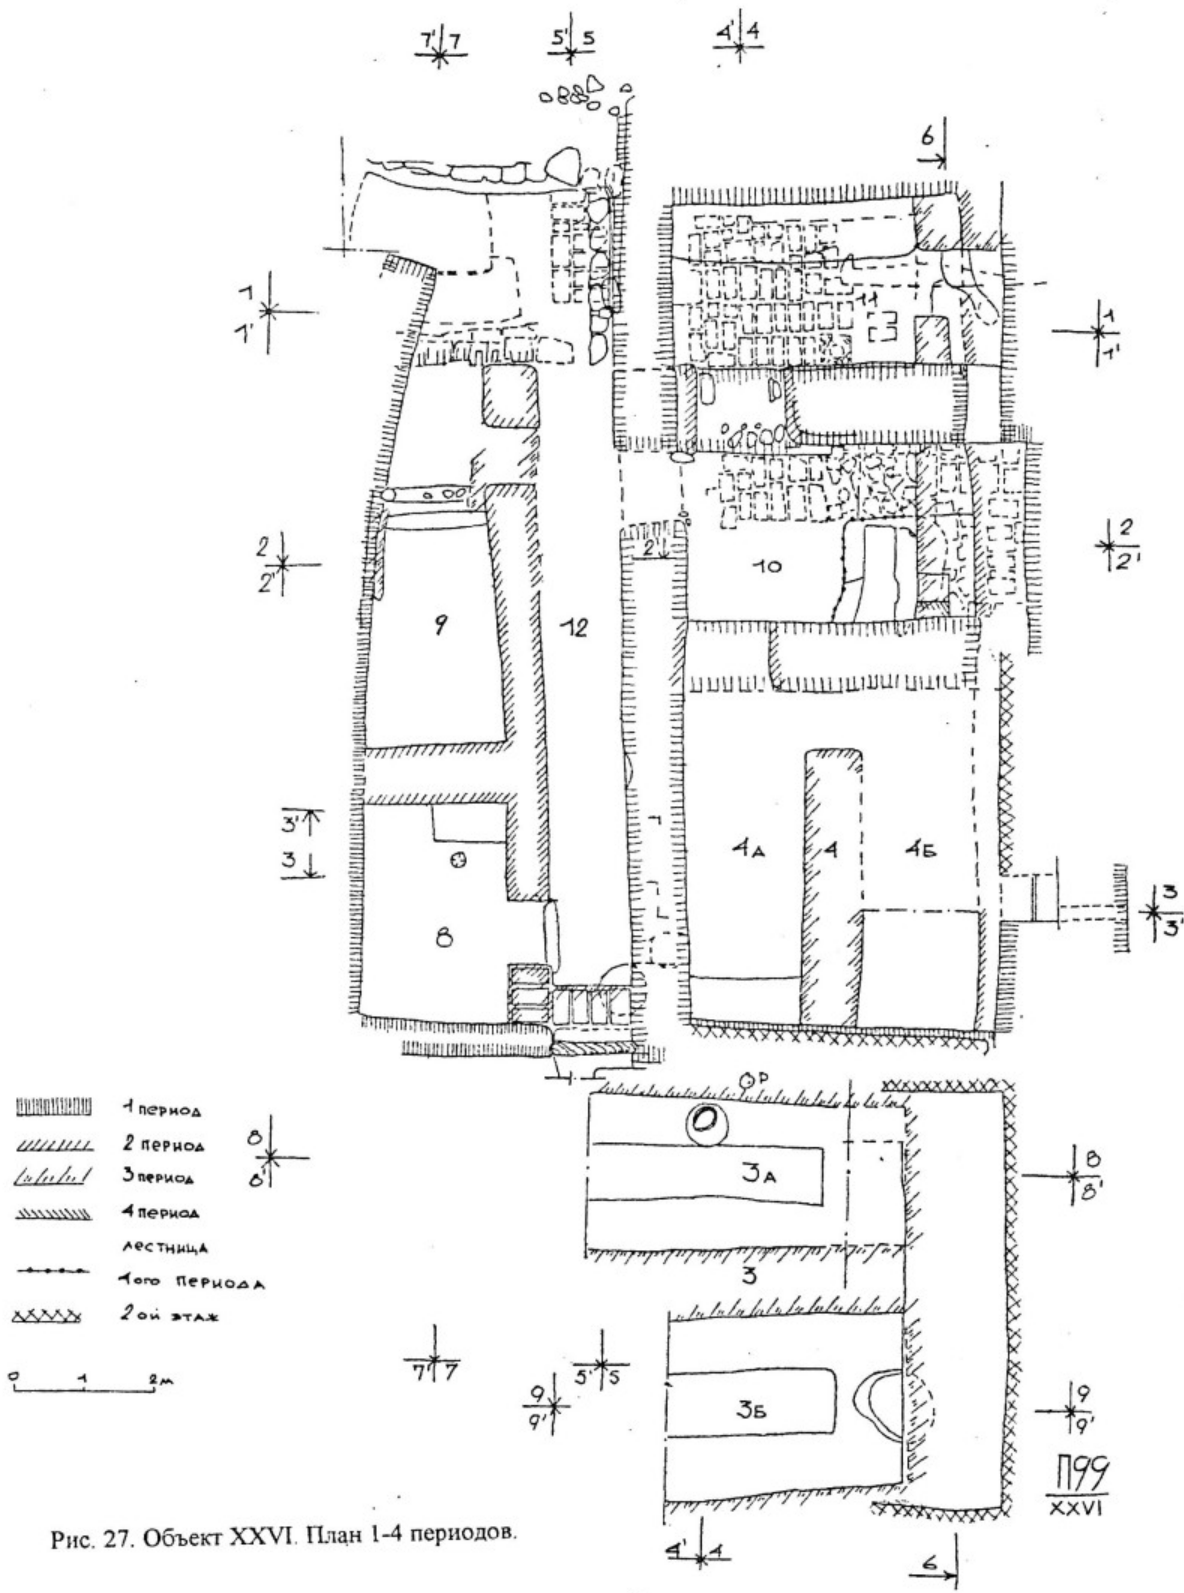 7' 7
5' 5
4' 4
6
1
1'
11
1
1'
2
2'
2'
10
2
2'
9
12
3'
3
4А
4
4Б
8
3
3'
1 период
2 период
3 период
4 период
лестница
1ого периода
2ой этаж
0 1 2м
8
8'
Р
3А
8
8'
3
7' 7
5' 5
9
9'
3Б
9
9'
П99
XXVI
4' 4
6
Рис. 27. Объект XXVI. План 1-4 периодов.